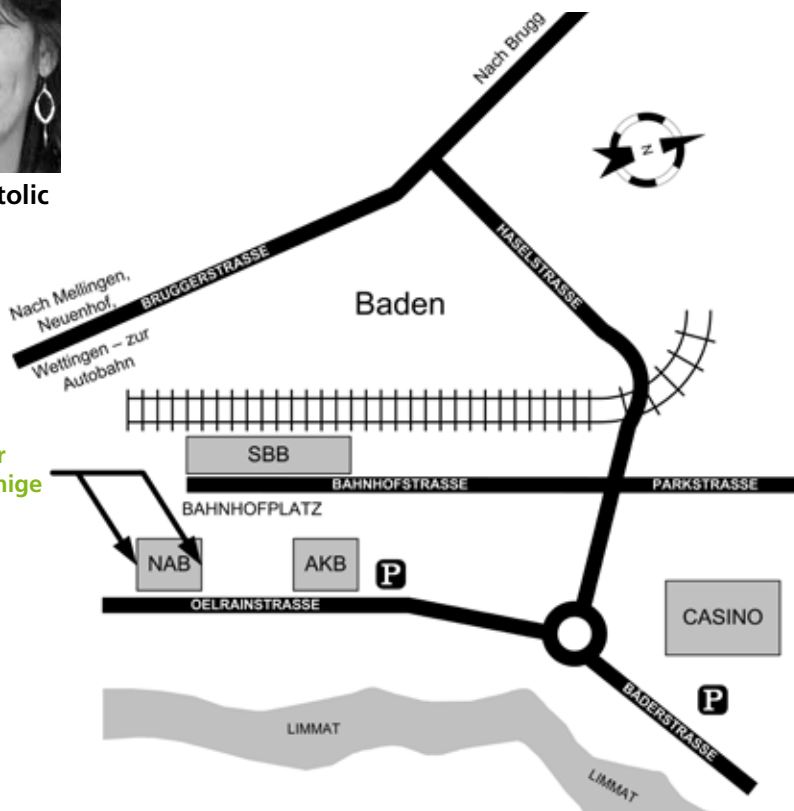 tolic
Nach Brugg
N
HASELSTRASSE
BRUGGERSTRASSE
Nach Mellingen,
Neuenhof,
Wettingen – zur
Autobahn
Baden
SBB
BAHNHOFSTRASSE
PARKSTRASSE
BAHNHOFPLATZ
r
nige
NAB
AKB
P
OELRAINSTRASSE
CASINO
P
BADERSTRASSE
LIMMAT
LIMMAT